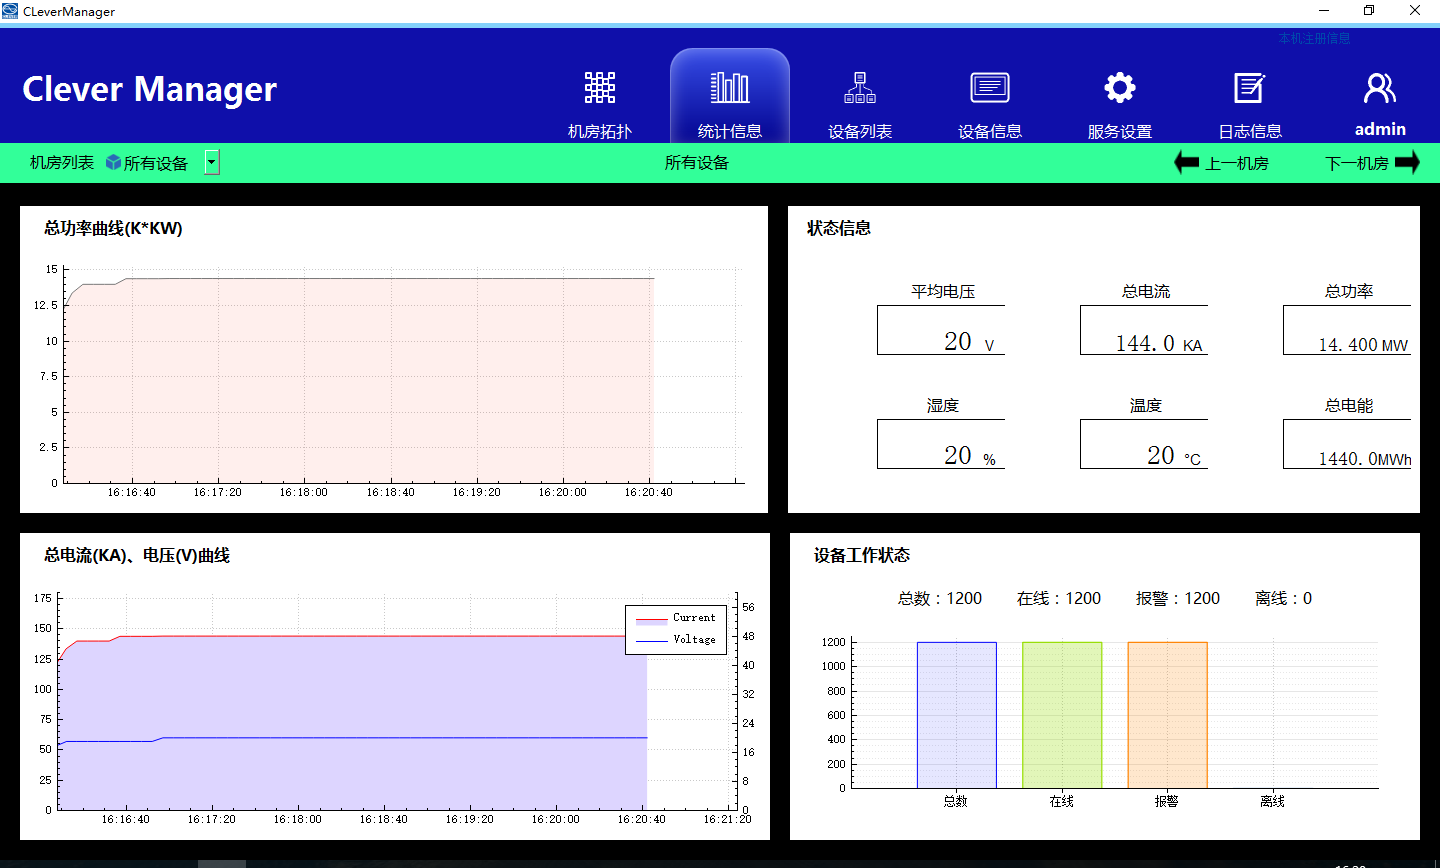 CLeverManager
本机注册信息
Clever Manager
机房拓扑
统计信息
设备列表
设备信息
服务设置
日志信息
admin
机房列表 所有设备
所有设备
上一机房
下一机房
总功率曲线(K*KW)
15
12.5
10
7.5
5
2.5
0
16:16:40 16:17:20 16:18:00 16:18:40 16:19:20 16:20:00 16:20:40
状态信息
平均电压 总电流 总功率
20 V 144.0 KA 14.400 MW
湿度 温度 总电能
20 % 20 °C 1440.0MWh
总电流(KA)、电压(V)曲线
175
150
125
100
75
50
25
0
Current
Voltage
56
48
40
32
24
16
8
0
16:16:40 16:17:20 16:18:00 16:18:40 16:19:20 16:20:00 16:20:40 16:21:20
设备工作状态
总数：1200 在线：1200 报警：1200 离线：0
1200
1000
800
600
400
200
0
总数 在线 报警 离线